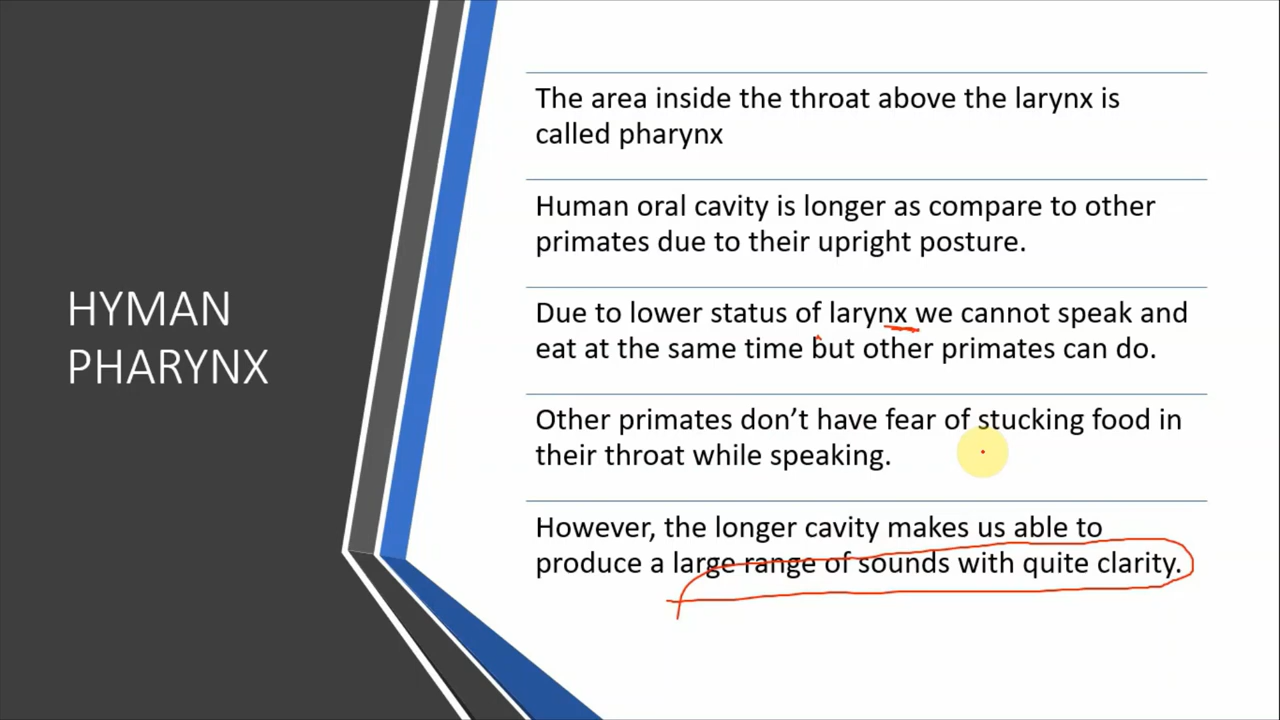 HYMAN
PHARYNX
The area inside the throat above the larynx is
called pharynx
Human oral cavity is longer as compare to other
primates due to their upright posture.
Due to lower status of larynx we cannot speak and
eat at the same time but other primates can do.
Other primates don’t have fear of stucking food in
their throat while speaking.
However, the longer cavity makes us able to
produce a large range of sounds with quite clarity.